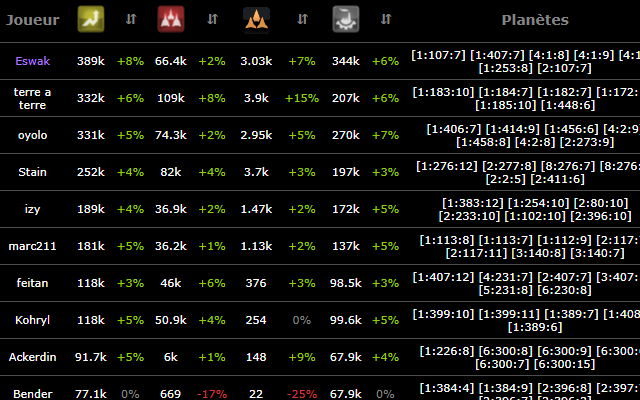 Joueur ⇵ ⇵ ⇵ ⇵ Planètes
Eswak 389k +8% 66.4k +2% 3.03k +7% 344k +6% [1:107:7] [1:407:7] [4:1:8] [4:1:9] [4:1
[1:253:8] [2:107:7]
terre a terre 332k +6% 109k +8% 3.9k +15% 207k +6% [1:183:10] [1:184:7] [1:182:7] [1:172:
[1:185:10] [1:448:6]
oyolo 331k +5% 74.3k +2% 2.95k +5% 270k +7% [1:406:7] [1:414:9] [1:456:6] [4:2:9]
[1:458:8] [4:2:8] [2:273:9]
Stain 252k +4% 82k +4% 3.7k +3% 197k +3% [1:276:12] [2:277:8] [8:276:7] [8:276:
[2:2:5] [2:411:6]
izy 189k +4% 36.9k +2% 1.47k +2% 172k +5% [1:383:12] [1:254:10] [2:80:10]
[2:233:10] [1:102:10] [2:396:10]
marc211 181k +5% 36.2k +1% 1.13k +2% 137k +5% [1:113:8] [1:113:7] [1:112:9] [2:117:
[2:117:11] [3:140:8] [3:140:7]
feitan 118k +3% 46k +6% 376 +3% 98.5k +3% [1:407:12] [4:231:7] [2:407:7] [3:407:
[5:231:8] [6:230:8]
Kohryl 118k +5% 50.9k +4% 254 0% 99.6k +5% [1:399:10] [1:399:11] [1:389:7] [1:408
[1:389:6]
Ackerdin 91.7k +5% 6k +1% 148 +9% 67.9k +4% [1:226:8] [6:300:8] [6:300:9] [6:300:6
[6:300:7] [6:300:15]
Bender 77.1k 0% 669 -17% 22 -25% 67.9k 0% [1:384:4] [1:384:9] [2:396:8] [2:397: